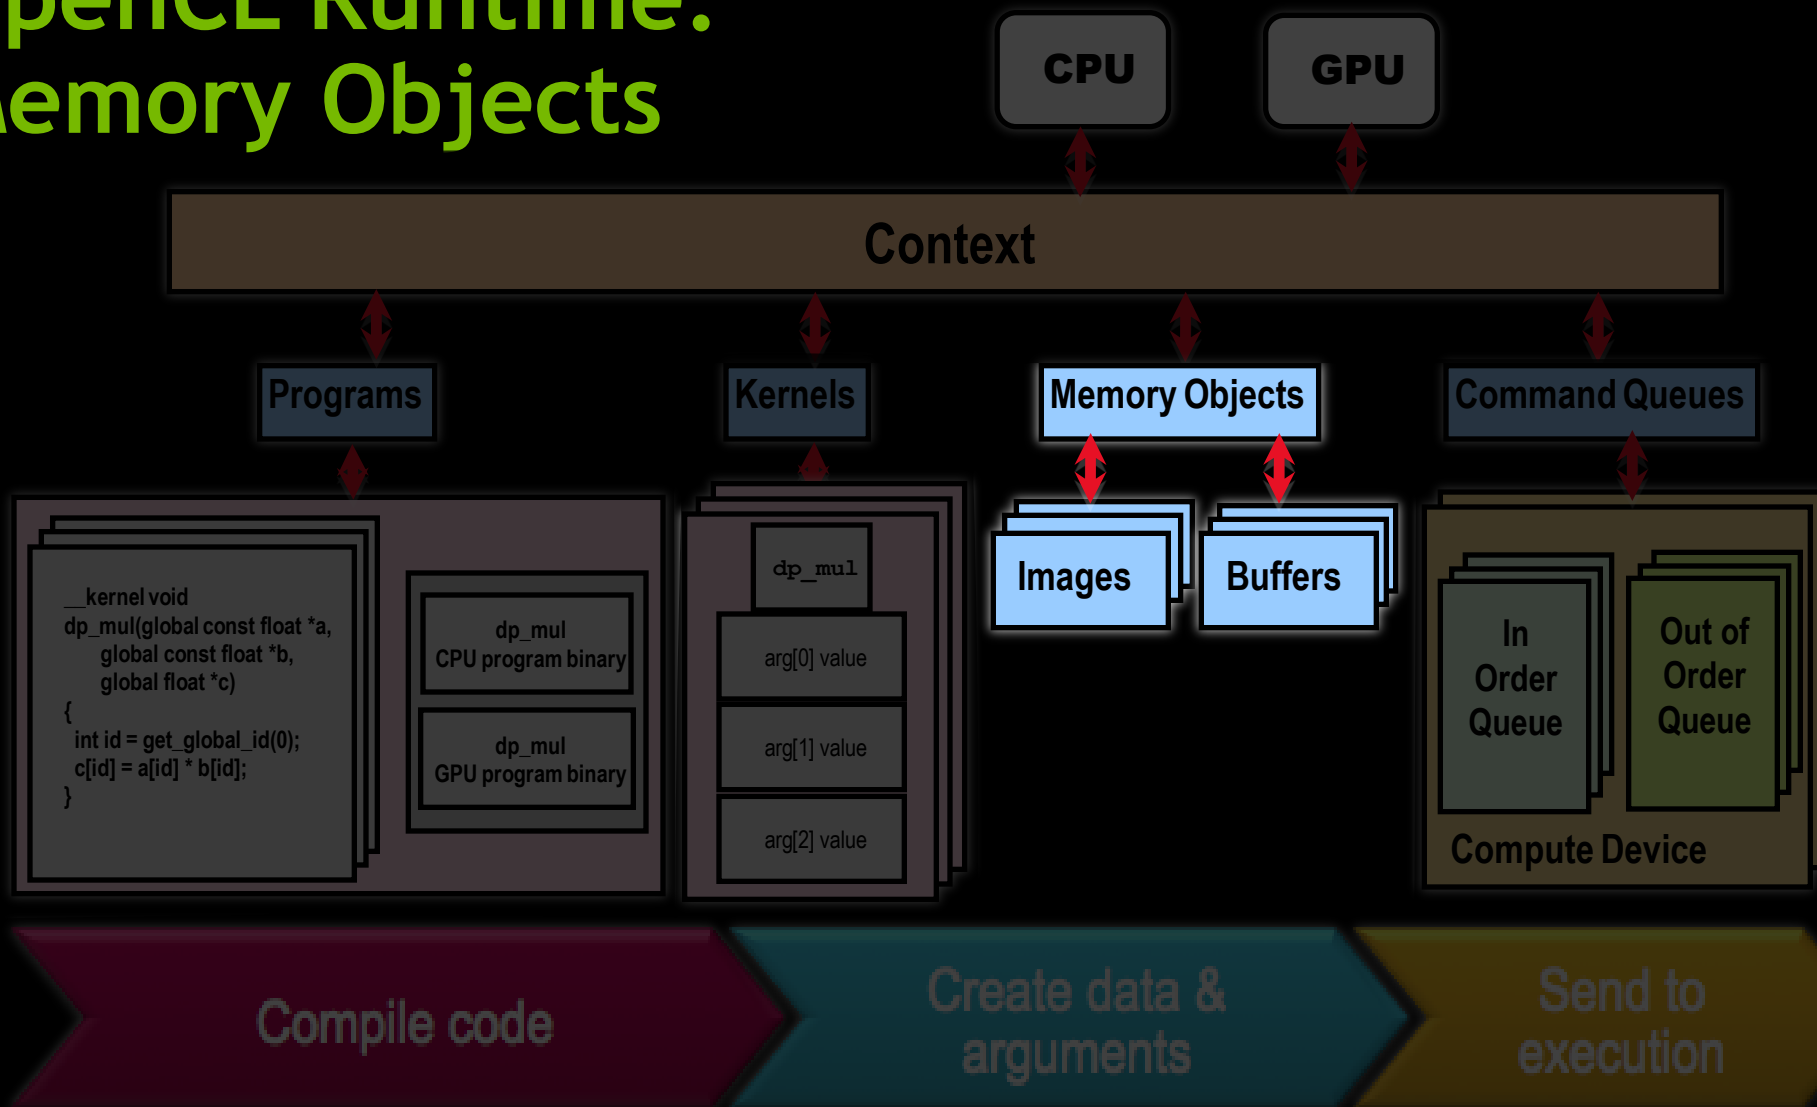 penCL Runtime:
Memory Objects
CPU
GPU
Context
Programs
Kernels
Memory Objects
Command Queues
__kernel void
dp_mul(global const float *a,
global const float *b,
global float *c)
{
int id = get_global_id(0);
c[id] = a[id] * b[id];
}
dp_mul
CPU program binary
dp_mul
GPU program binary
dp_mul
arg[0] value
arg[1] value
arg[2] value
Images
Buffers
In
Order
Queue
Out of
Order
Queue
Compute Device
Compile code
Create data &
arguments
Send to
execution